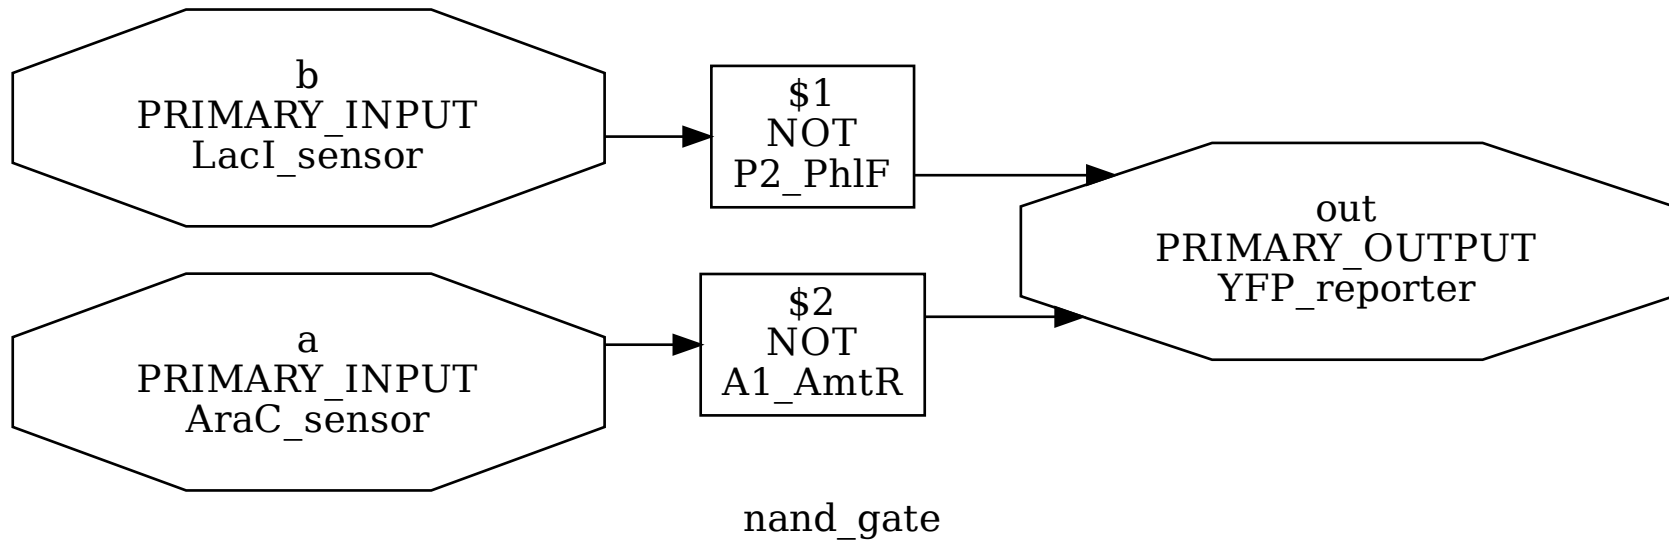 b
PRIMARY_INPUT
LacI_sensor
$1
NOT
P2_PhlF
out
PRIMARY_OUTPUT
YFP_reporter
a
PRIMARY_INPUT
AraC_sensor
$2
NOT
A1_AmtR
nand_gate